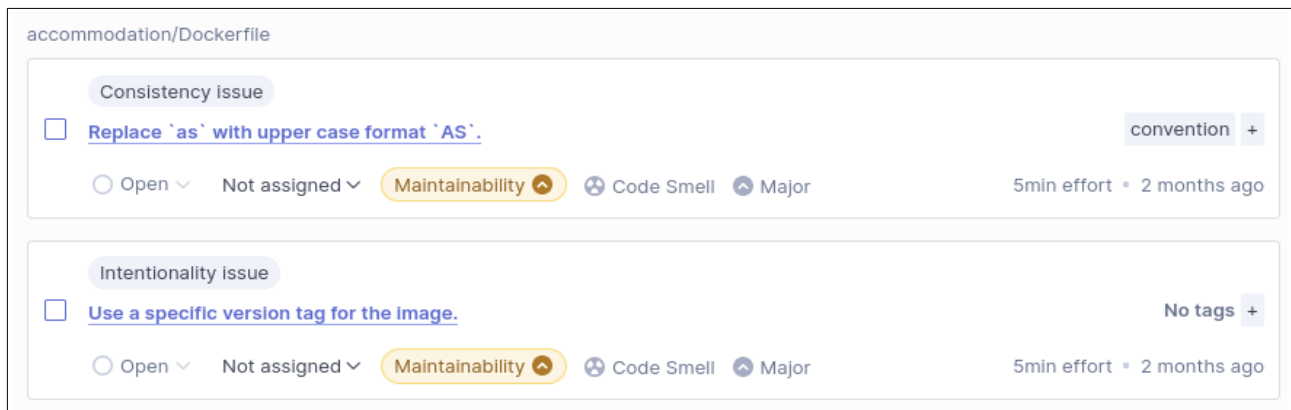 accommodation/Dockerfile
Consistency issue
Replace `as` with upper case format `AS`.
convention +
Open Not assigned Maintainability Code Smell Major 5min effort • 2 months ago
Intentionality issue
Use a specific version tag for the image.
No tags +
Open Not assigned Maintainability Code Smell Major 5min effort • 2 months ago